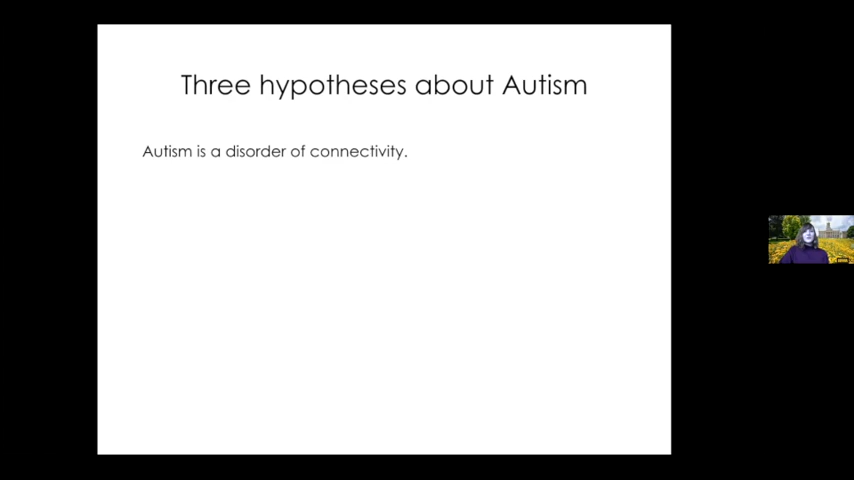 Three hypotheses about Autism
Autism is a disorder of connectivity.